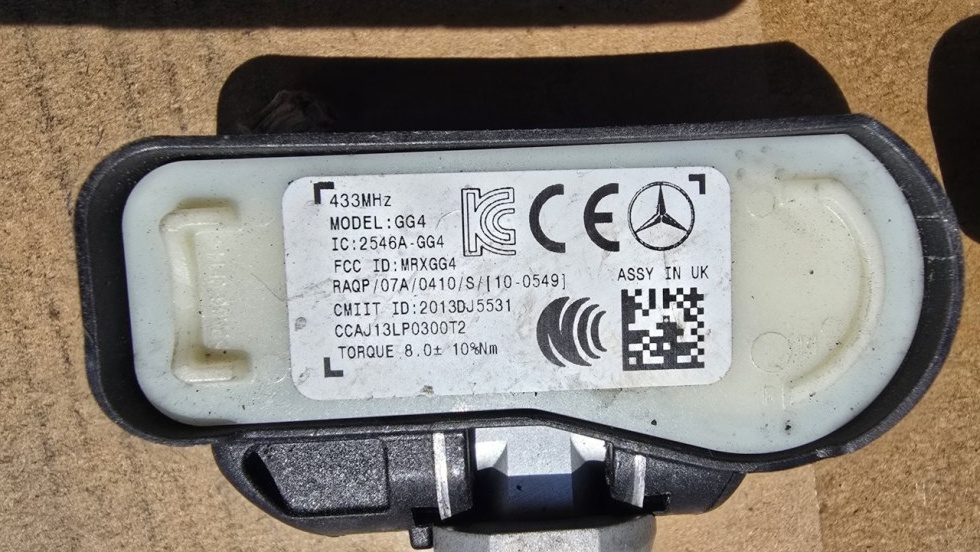 433MHz
MODEL:GG4
IC:2546A-GG4
FCC ID:MRXGG4
RAQP/07A/0410/S/[10-0549]
CMIIT ID:2013DJ5531
CCAJ13LP0300T2
TORQUE 8.0± 10%Nm
CE
ASSY IN UK